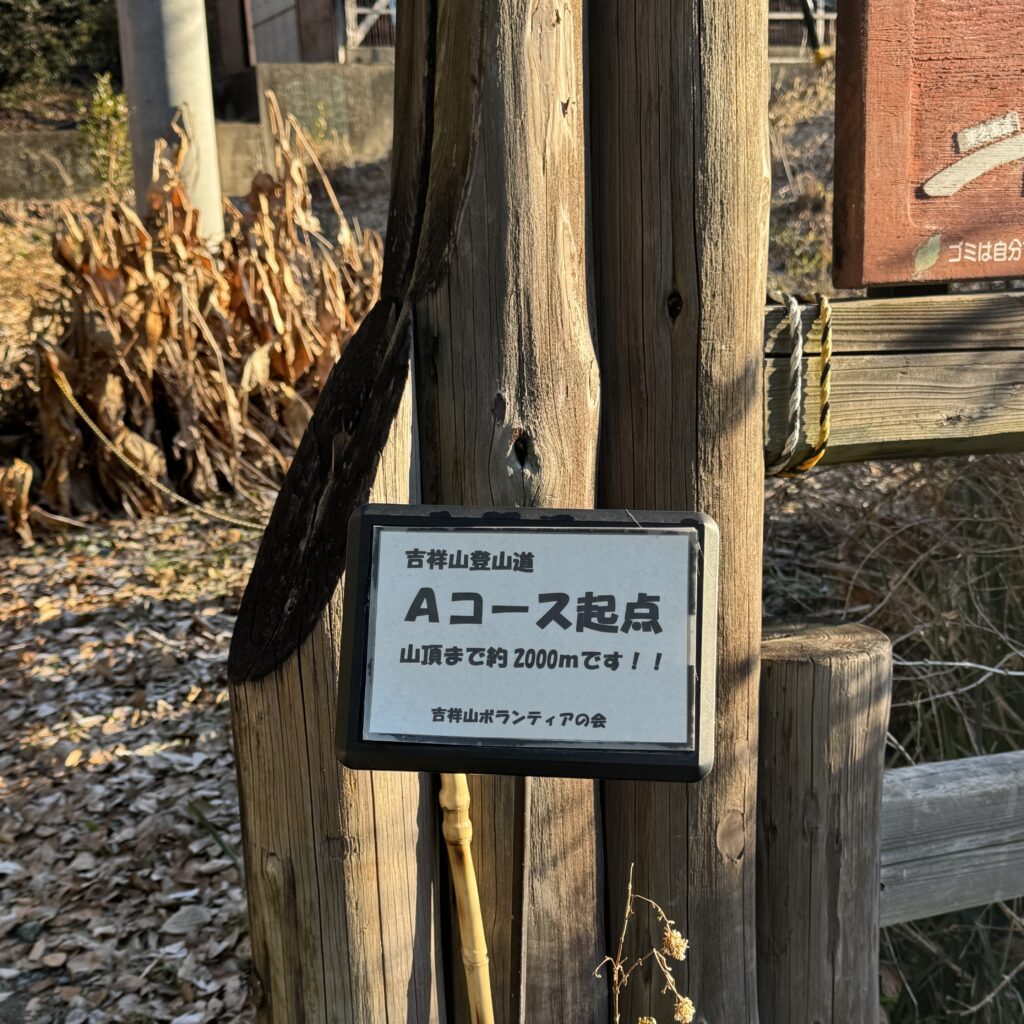 吉祥山登山道
Aコース起点
山頂まで約2000mです！！
吉祥山ボランティアの会
ゴミは自分